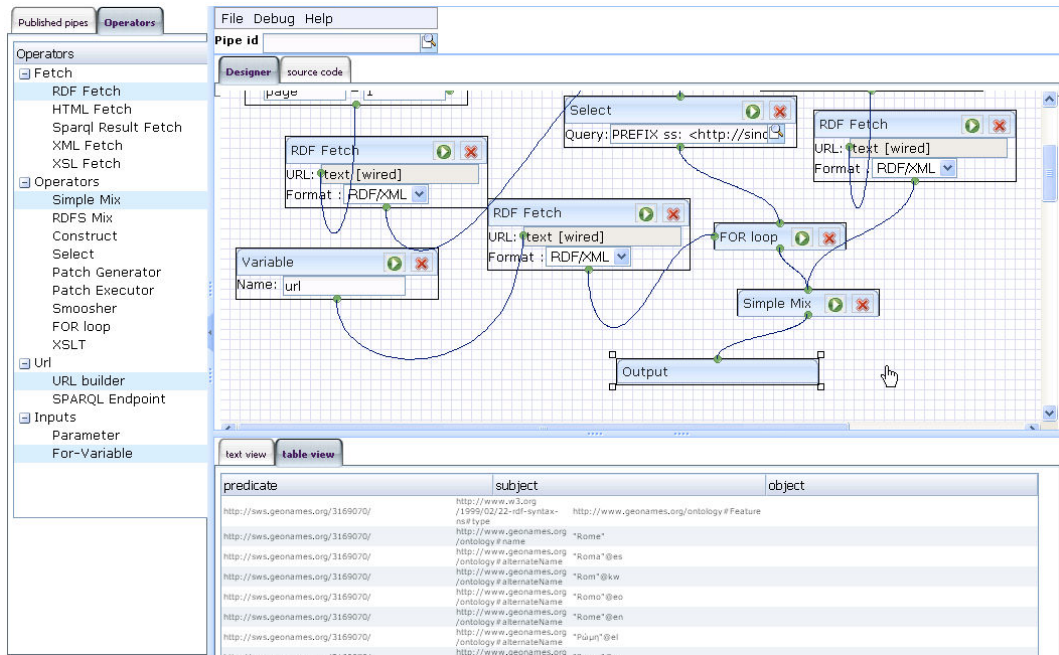 Published pipes
Operators
Operators
Fetch
RDF Fetch
HTML Fetch
Sparql Result Fetch
XML Fetch
XSL Fetch
Operators
Simple Mix
RDFS Mix
Construct
Select
Patch Generator
Patch Executor
Smoosher
FOR loop
XSLT
Url
URL builder
SPARQL Endpoint
Inputs
Parameter
For-Variable
File Debug Help
Pipe id
Designer
source code
page = 1
RDF Fetch
URL: text [wired]
Format : RDF/XML
Variable
Name: url
RDF Fetch
URL: text [wired]
Format : RDF/XML
Select
Query: PREFIX ss: <http://sind
RDF Fetch
URL: text [wired]
Format : RDF/XML
FOR loop
Simple Mix
Output
text view
table view
predicate subject object
http://sws.geonames.org/3169070/ http://www.w3.org
/1999/02/22-rdf-syntax-
ns#type http://www.geonames.org/ontology#Feature
http://sws.geonames.org/3169070/ http://www.geonames.org
/ontology#name "Rome"
http://sws.geonames.org/3169070/ http://www.geonames.org
/ontology#alternateName "Roma"@es
http://sws.geonames.org/3169070/ http://www.geonames.org
/ontology#alternateName "Rom"@kw
http://sws.geonames.org/3169070/ http://www.geonames.org
/ontology#alternateName "Romo"@eo
http://sws.geonames.org/3169070/ http://www.geonames.org
/ontology#alternateName "Rome"@en
http://sws.geonames.org/3169070/ http://www.geonames.org
/ontology#alternateName "Ρώμη"@el
http://www.geonames.org